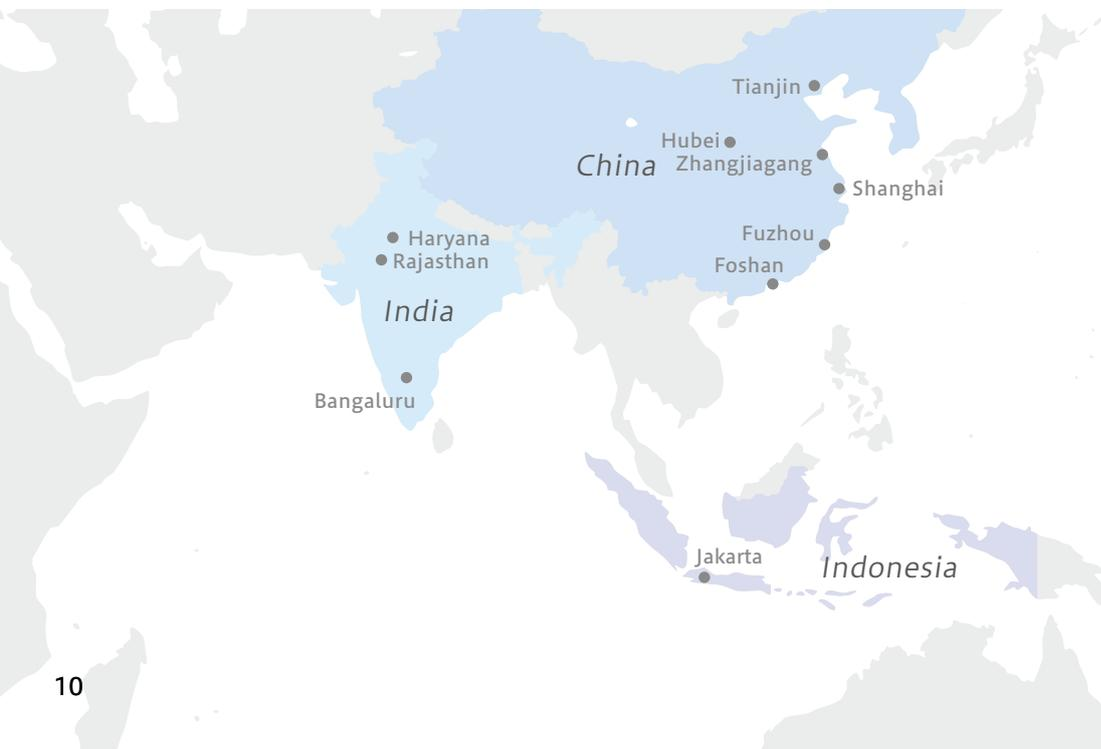 Tianjin
Hubei
China
Zhangjiagang
Shanghai
Fuzhou
Haryana
Rajasthan
Foshan
India
Bangaluru
Jakarta
Indonesia
10